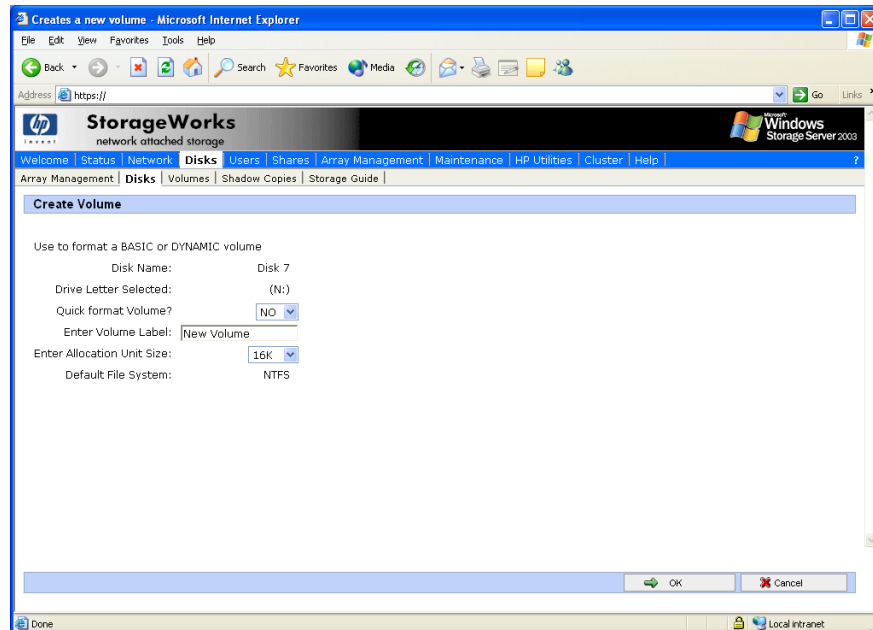 Creates a new volume - Microsoft Internet Explorer
File Edit View Favorites Tools Help
Back Search Favorites Media
Address https:// Go Links »
hp StorageWorks
invent network attached storage
Microsoft
Windows
Storage Server 2003
Welcome | Status | Network | Disks | Users | Shares | Array Management | Maintenance | HP Utilities | Cluster | Help | ?
Array Management | Disks | Volumes | Shadow Copies | Storage Guide |
Create Volume
Use to format a BASIC or DYNAMIC volume
Disk Name: Disk 7
Drive Letter Selected: (N:)
Quick format Volume? NO
Enter Volume Label: New Volume
Enter Allocation Unit Size: 16K
Default File System: NTFS
OK Cancel
Done Local intranet